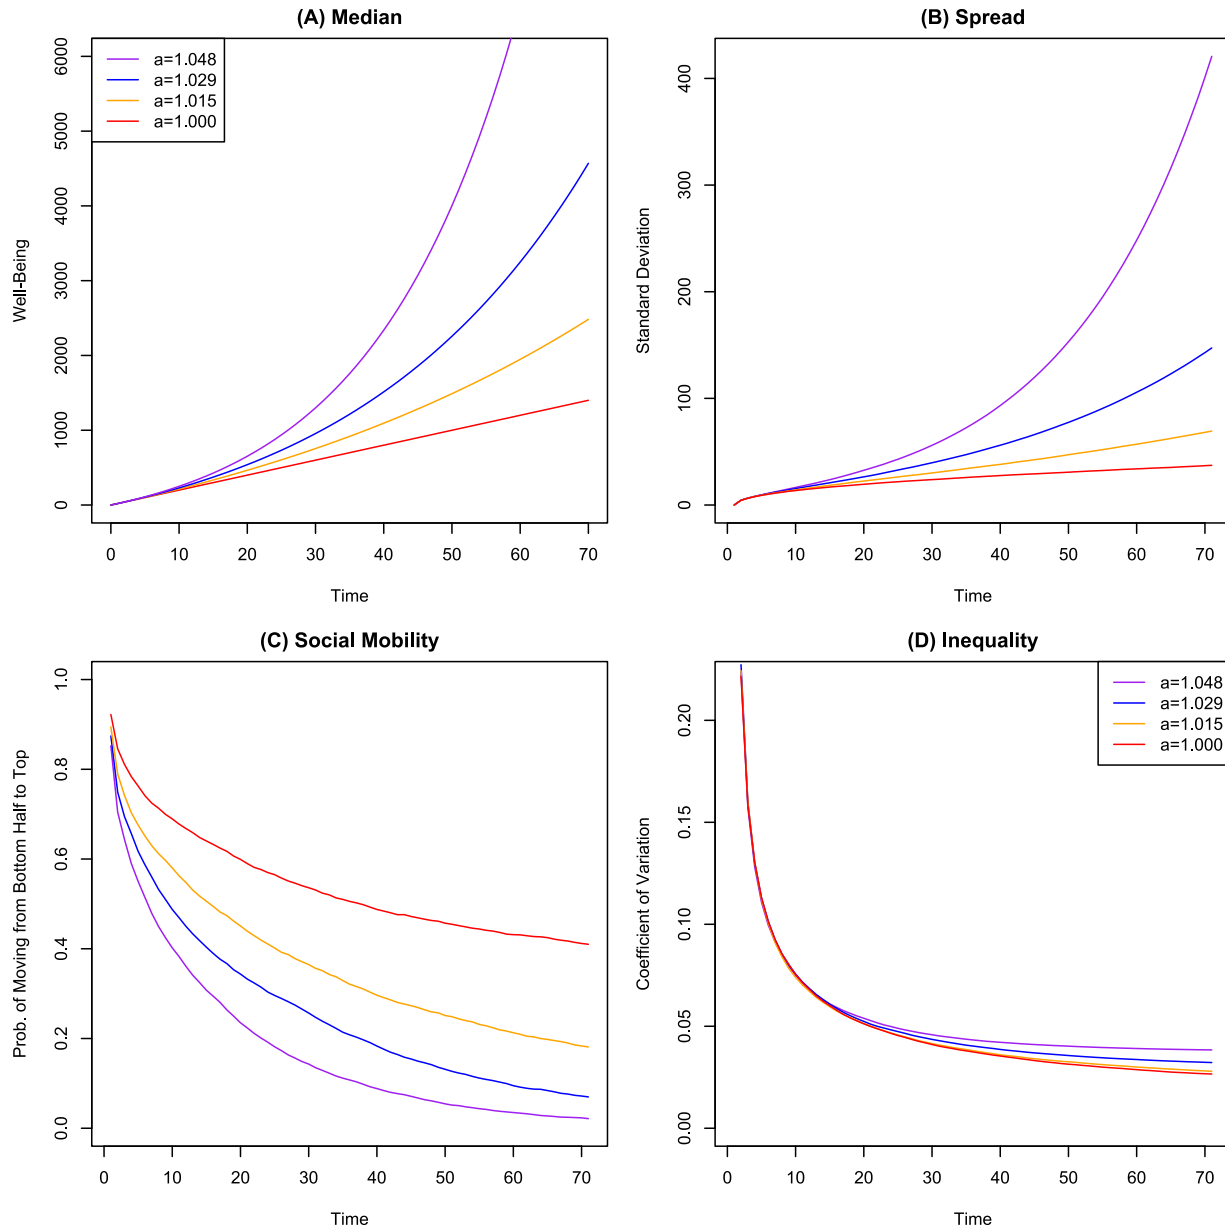 (A) Median
Well-Being
6000
5000
4000
3000
2000
1000
0
a=1.048
a=1.029
a=1.015
a=1.000
0 10 20 30 40 50 60 70
Time
(B) Spread
Standard Deviation
400
300
200
100
0
0 10 20 30 40 50 60 70
Time
(C) Social Mobility
Prob. of Moving from Bottom Half to Top
1.0
0.8
0.6
0.4
0.2
0.0
0 10 20 30 40 50 60 70
Time
(D) Inequality
Coefficient of Variation
0.20
0.15
0.10
0.05
0.00
a=1.048
a=1.029
a=1.015
a=1.000
0 10 20 30 40 50 60 70
Time